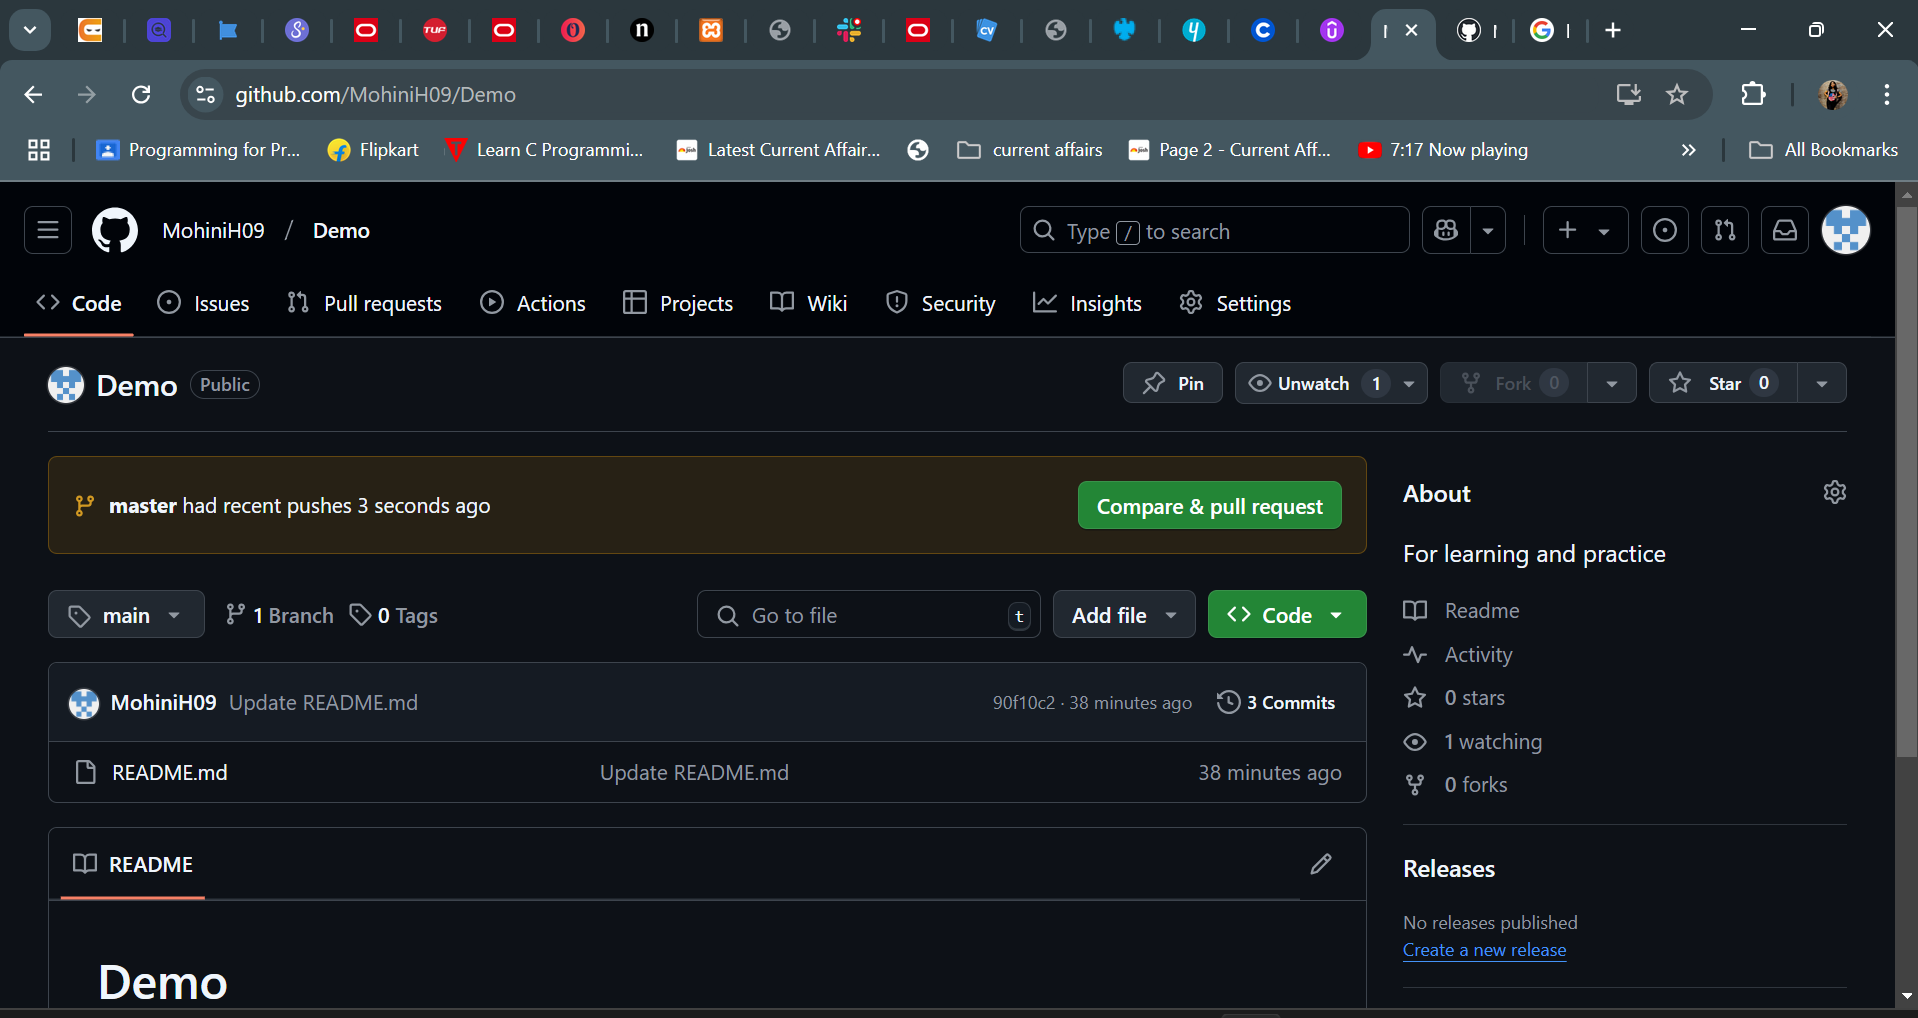 TUF
n
CV
y
C
û
github.com/MohiniH09/Demo
Programming for Pr...
Flipkart
Learn C Programmi...
Latest Current Affair...
current affairs
Page 2 - Current Aff...
7:17 Now playing
All Bookmarks
MohiniH09 / Demo
Type / to search
Code
Issues
Pull requests
Actions
Projects
Wiki
Security
Insights
Settings
Demo Public
Pin
Unwatch 1
Fork 0
Star 0
master had recent pushes 3 seconds ago
Compare & pull request
About
For learning and practice
main
1 Branch
0 Tags
Go to file t
Add file
Code
Readme
Activity
0 stars
1 watching
0 forks
MohiniH09 Update README.md
90f10c2 · 38 minutes ago
3 Commits
README.md
Update README.md
38 minutes ago
README
Demo
Releases
No releases published
Create a new release